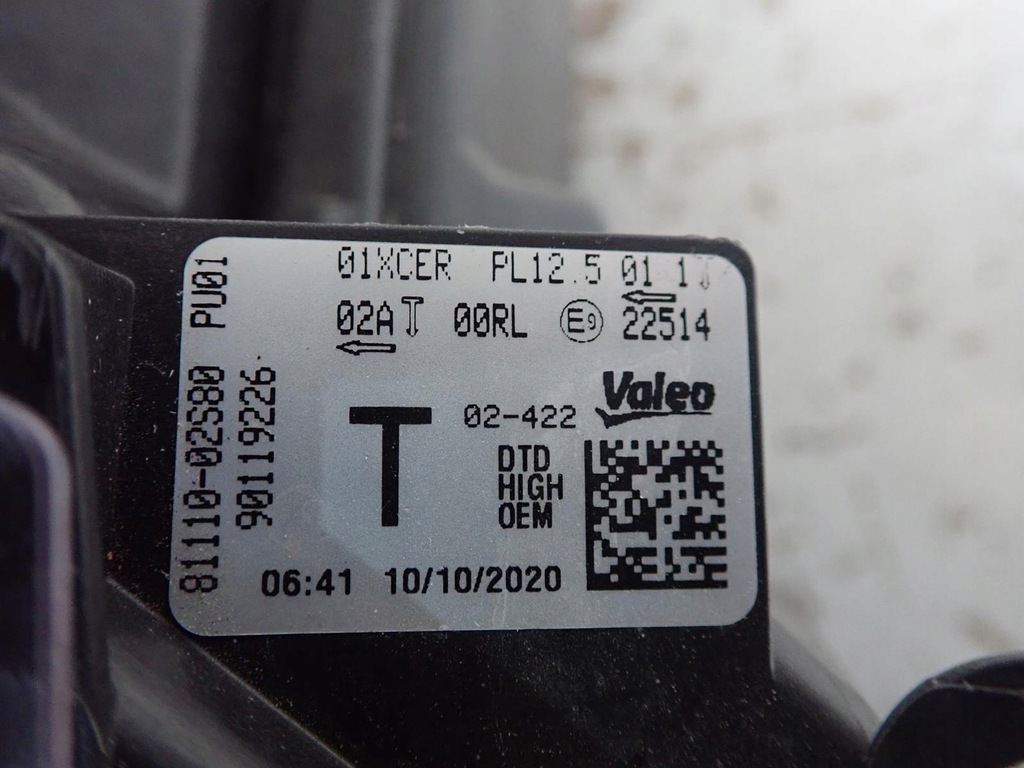 01XCER PL12.5 01 1
02A 00RL E9 22514
Valeo
T 02-422
DTD
HIGH
OEM
06:41 10/10/2020
81110-02S80 PU01
90119226